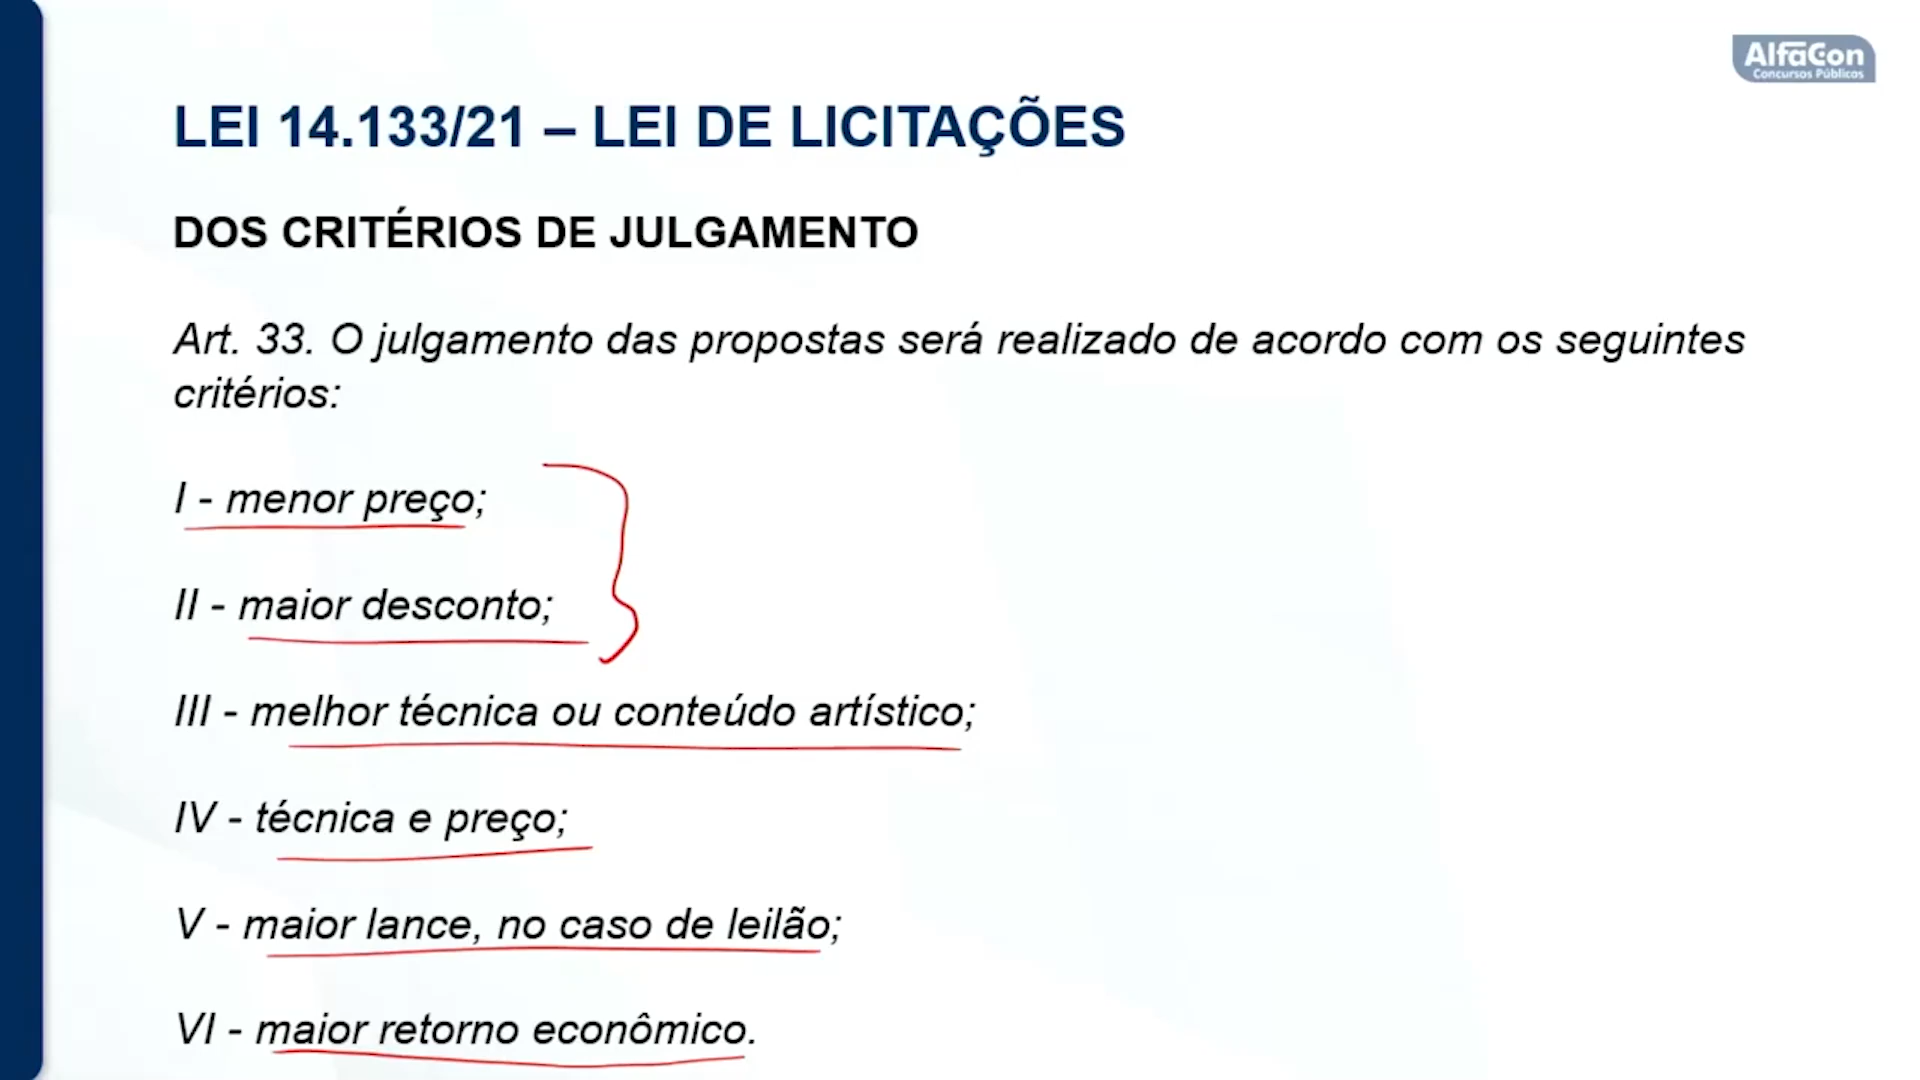 AlfaCon
Concursos Públicos
LEI 14.133/21 – LEI DE LICITAÇÕES
DOS CRITÉRIOS DE JULGAMENTO
Art. 33. O julgamento das propostas será realizado de acordo com os seguintes
critérios:
I - menor preço;
II - maior desconto;
III - melhor técnica ou conteúdo artístico;
IV - técnica e preço;
V - maior lance, no caso de leilão;
VI - maior retorno econômico.